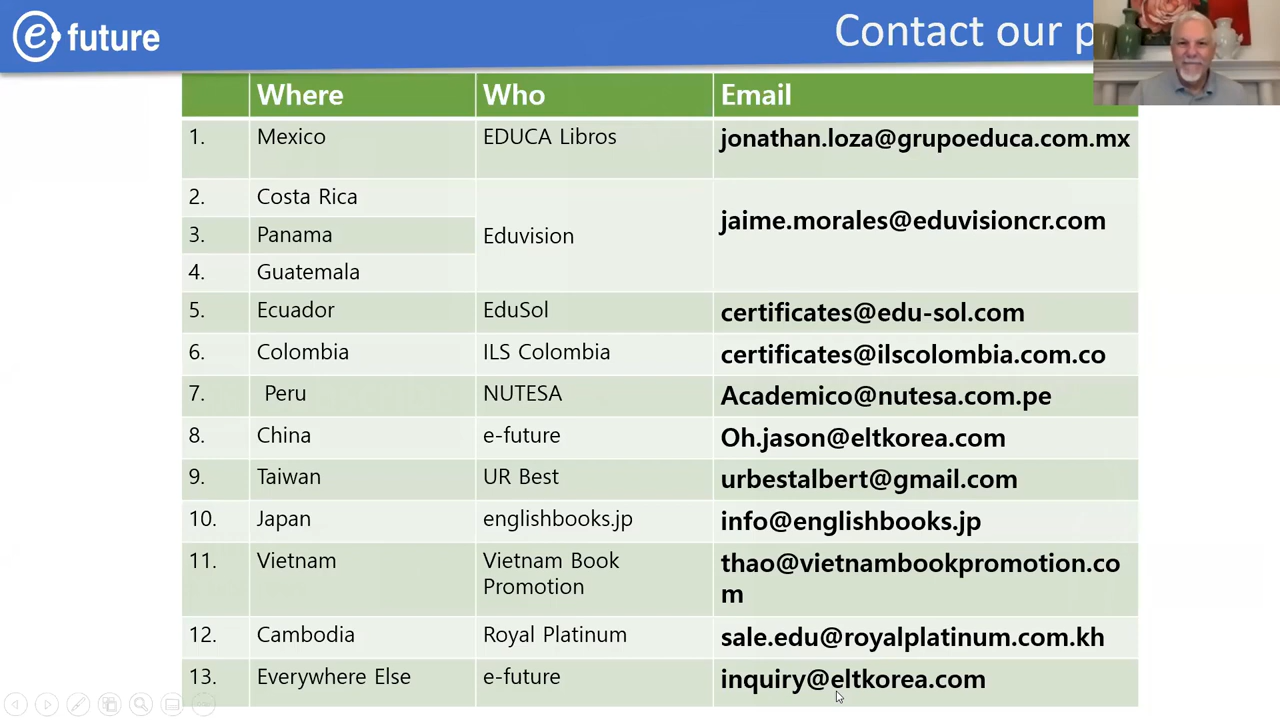 e future
Contact our p
Where Who Email
1. Mexico EDUCA Libros jonathan.loza@grupoeduca.com.mx
2. Costa Rica
3. Panama Eduvision jaime.morales@eduvisioncr.com
4. Guatemala
5. Ecuador EduSol certificates@edu-sol.com
6. Colombia ILS Colombia certificates@ilscolombia.com.co
7. Peru NUTESA Academico@nutesa.com.pe
8. China e-future Oh.jason@eltkorea.com
9. Taiwan UR Best urbestalbert@gmail.com
10. Japan englishbooks.jp info@englishbooks.jp
11. Vietnam Vietnam Book thao@vietnambookpromotion.co
Promotion m
12. Cambodia Royal Platinum sale.edu@royalplatinum.com.kh
13. Everywhere Else e-future inquiry@eltkorea.com